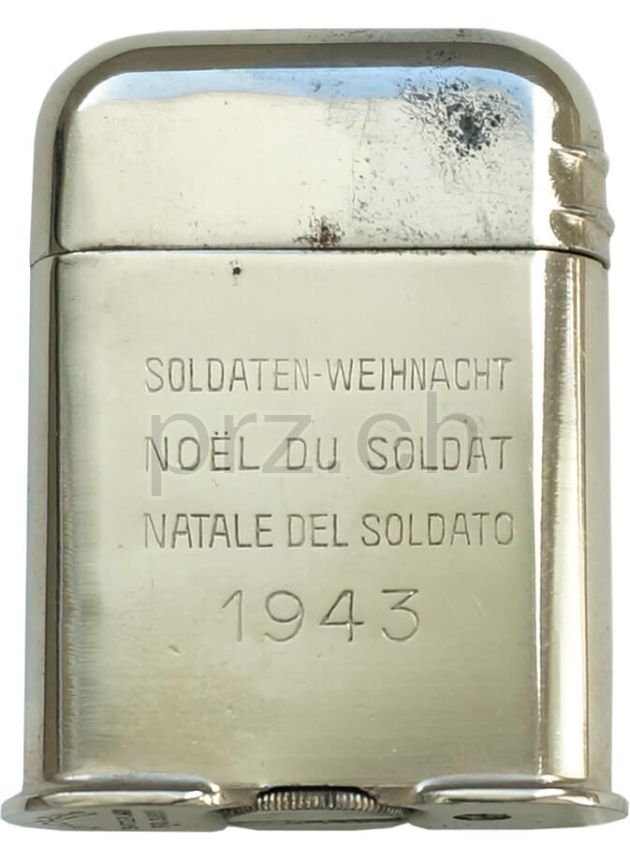 SOLDATEN-WEIHNACHT
prz.ch
NOËL DU SOLDAT
NATALE DEL SOLDATO
1943